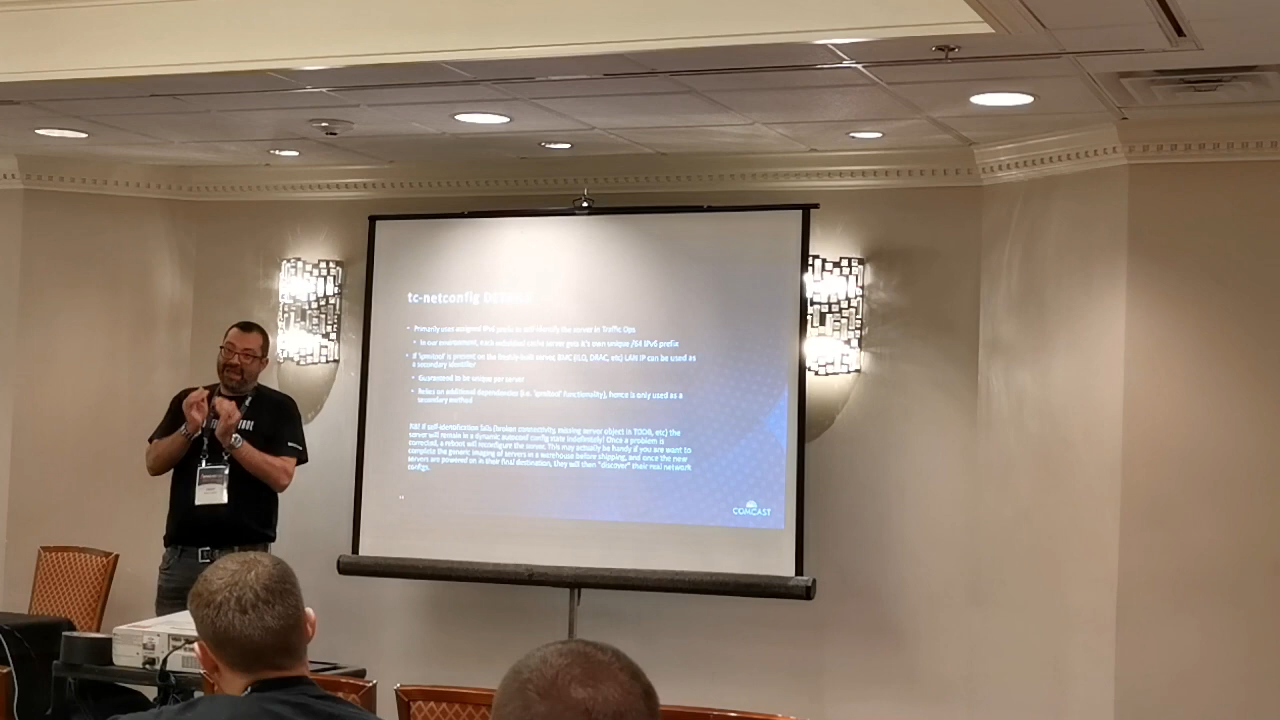 tc-netconfig DETAILS
• Primarily uses assigned IPv6 prefix to self identify the server in Traffic Ops
• In our environment, each embedded cache server gets it's own unique /64 IPv6 prefix
• If 'ipmitool' is present on the freshly-built server, BMC (iLO, DRAC, etc) LAN IP can be used as
a secondary identifier
• Guaranteed to be unique per server
• Relies on additional dependencies (i.e. 'ipmitool' functionality), hence is only used as a
secondary method
NB! If self-identification fails (broken connectivity, missing server object in TODB, etc) the
server will remain in a dynamic autoconf config state indefinitely! Once a problem is
corrected, a reboot will reconfigure the server. This may actually be handy if you are want to
complete the generic imaging of servers in a warehouse before shipping, and once the new
servers are powered on in their final destination, they will then "discover" their real network
configs.
COMCAST